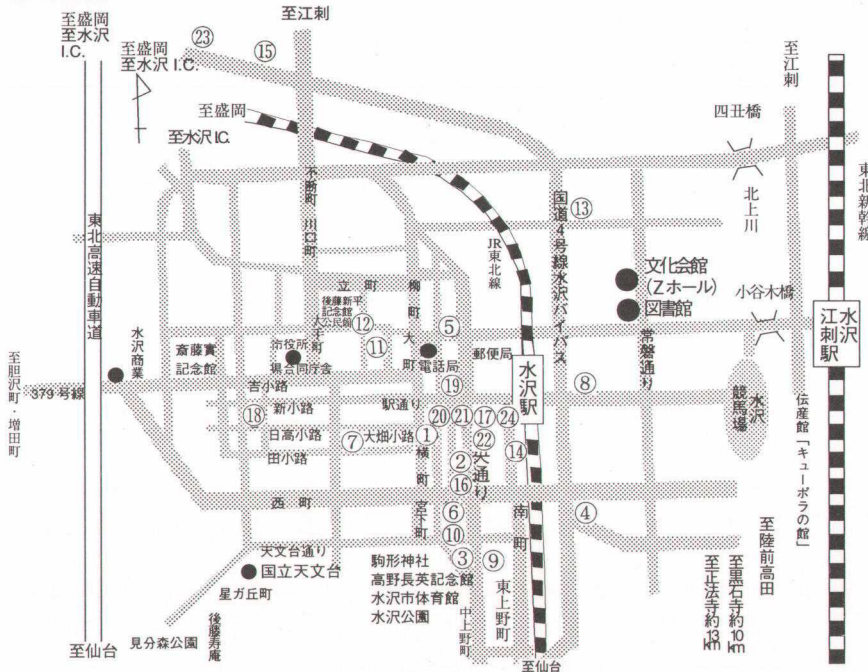 至盛岡
至水沢
I.C.
至盛岡
至水沢 I.C.
㉓
⑮
至江刺
至盛岡
至水沢IC.
不断町
川口町
四丑橋
至江刺
北上川
東北新幹線
国道4号線水沢バイパス
⑬
JR東北線
文化会館
(Zホール)
図書館
小谷木橋
水沢
江刺駅
東北高速自動車道
立町
柳町
後藤新平
記念館
公民館
⑫
大手町
大町
⑤
⑪
水沢商業
斎藤實
記念館
市役所
県合同庁舎
電話局
郵便局
水沢駅
常盤通り
至胆沢町・増田町
379号線
吉小路
駅通り
⑲
⑧
水沢
競馬場
伝産館「キューポラの館」
新小路
⑱
⑳
㉑
⑰
㉔
日高小路
⑦
大畑小路
①
㉒
田小路
横町
②
中央通り
⑭
⑯
西町
宮下町
⑥
南町
④
⑩
天文台通り
国立天文台
星ガ丘町
駒形神社
高野長英記念館
水沢市体育館
水沢公園
③
⑨
東上野町
中上野町
至陸前高田
至黒石寺約10km
至正法寺約13km
後藤寿庵
見分森公園
至仙台
至仙台